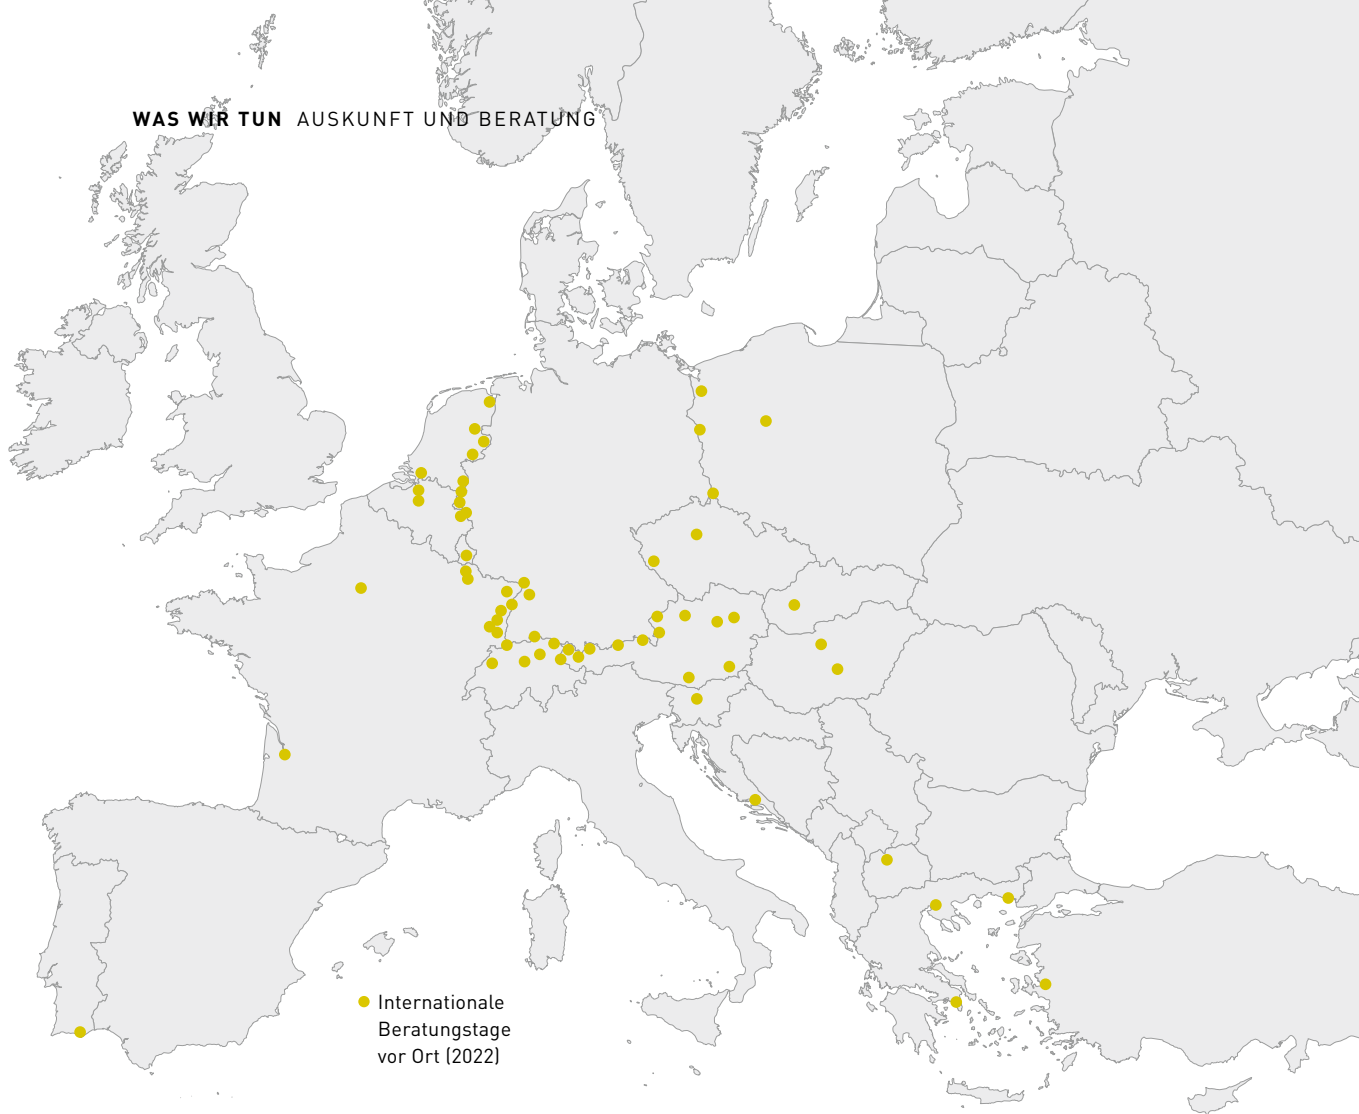 WAS WIR TUN AUSKUNFT UND BERATUNG
Internationale
Beratungstage
vor Ort (2022)